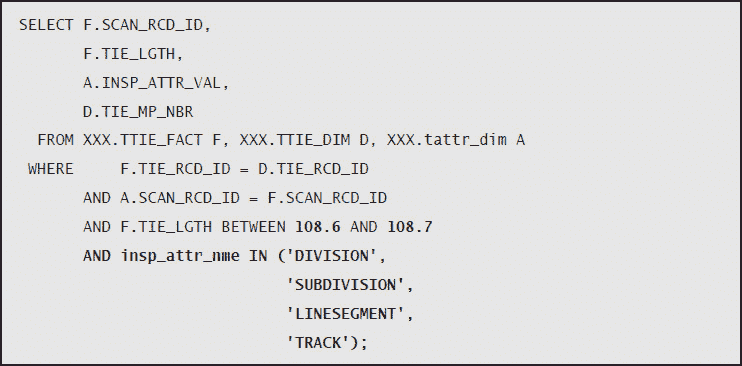 SELECT F.SCAN_RCD_ID,
F.TIE_LGTH,
A.INSP_ATTR_VAL,
D.TIE_MP_NBR
FROM XXX.TTIE_FACT F, XXX.TTIE_DIM D, XXX.tattr_dim A
WHERE F.TIE_RCD_ID = D.TIE_RCD_ID
AND A.SCAN_RCD_ID = F.SCAN_RCD_ID
AND F.TIE_LGTH BETWEEN 108.6 AND 108.7
AND insp_attr_nme IN ('DIVISION',
'SUBDIVISION',
'LINESEGMENT',
'TRACK');